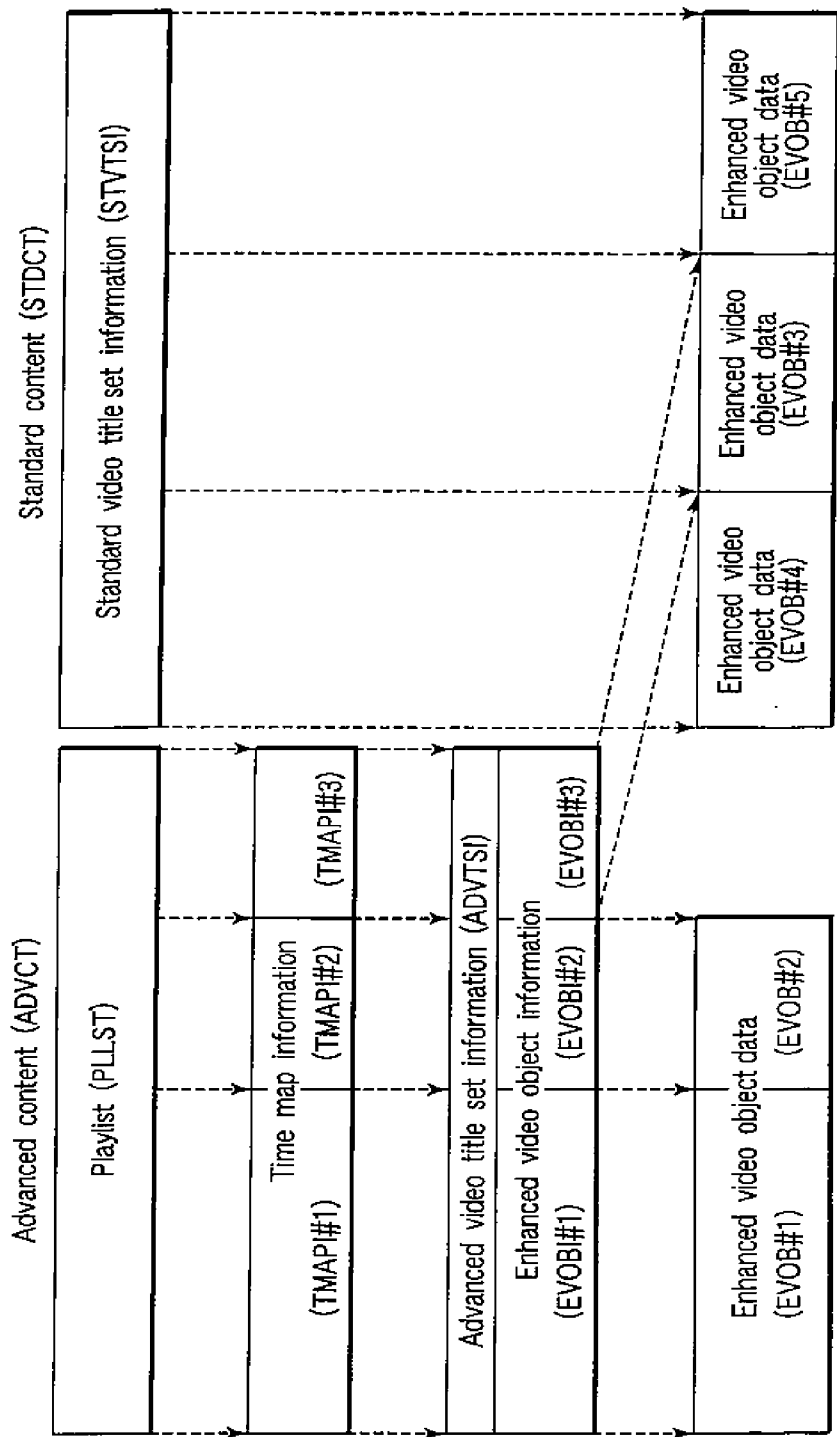 Advanced content (ADVCT)
Playlist (PLLST)
Time map information
(TMAPI#1)
(TMAPI#2)
(TMAPI#3)
Advanced video title set information (ADVTSI)
Enhanced video object information
(EVOBI#1)
(EVOBI#2)
(EVOBI#3)
Enhanced video object data
(EVOB#1)
(EVOB#2)
Standard content (STDCT)
Standard video title set information (STVTSI)
Enhanced video
object data
(EVOB#4)
Enhanced video
object data
(EVOB#3)
Enhanced video
object data
(EVOB#5)